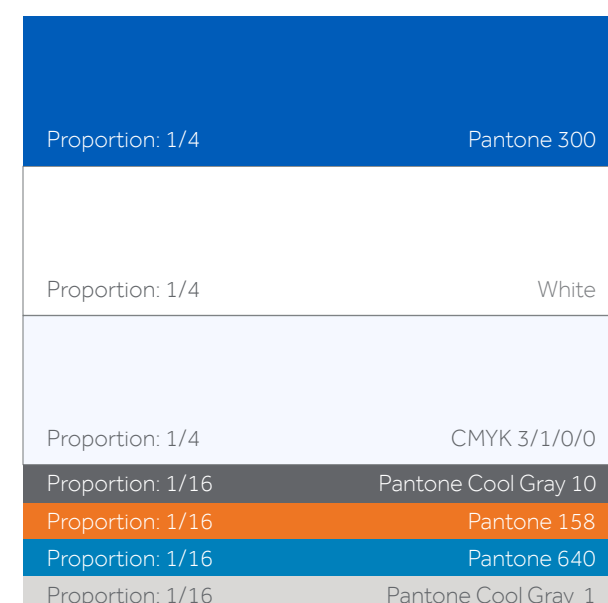 Proportion: 1/4 Pantone 300
Proportion: 1/4 White
Proportion: 1/4 CMYK 3/1/0/0
Proportion: 1/16 Pantone Cool Gray 10
Proportion: 1/16 Pantone 158
Proportion: 1/16 Pantone 640
Proportion: 1/16 Pantone Cool Gray 1